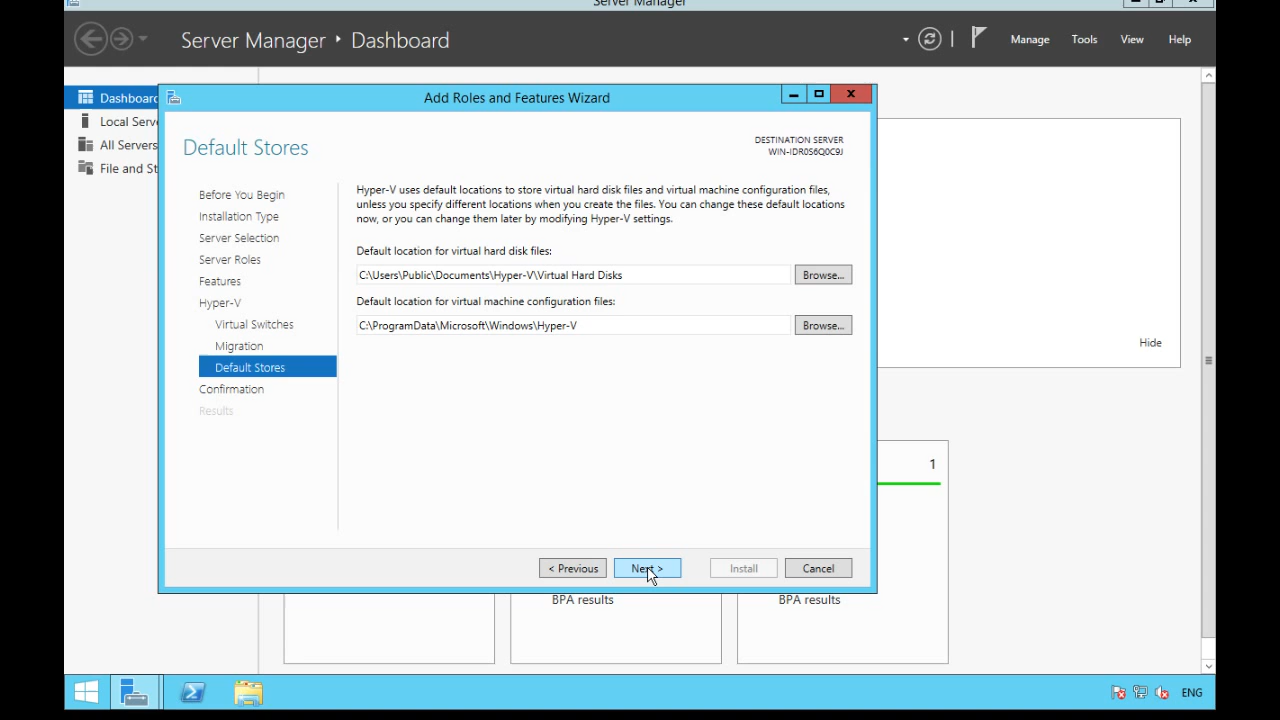 Server Manager
Server Manager ‣ Dashboard
Manage
Tools
View
Help
Dashboard
Local Serv
All Servers
File and St
Add Roles and Features Wizard
Default Stores
DESTINATION SERVER
WIN-IDR0S6Q0C9J
Before You Begin
Installation Type
Server Selection
Server Roles
Features
Hyper-V
Virtual Switches
Migration
Default Stores
Confirmation
Results
Hyper-V uses default locations to store virtual hard disk files and virtual machine configuration files,
unless you specify different locations when you create the files. You can change these default locations
now, or you can change them later by modifying Hyper-V settings.
Default location for virtual hard disk files:
C:\Users\Public\Documents\Hyper-V\Virtual Hard Disks
Browse...
Default location for virtual machine configuration files:
C:\ProgramData\Microsoft\Windows\Hyper-V
Browse...
Hide
1
< Previous
Next >
Install
Cancel
BPA results
BPA results
ENG